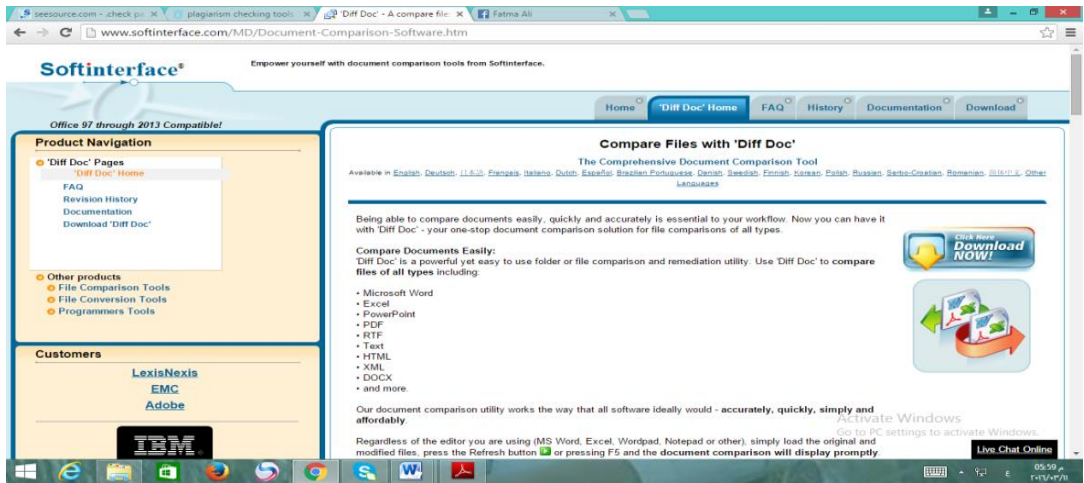 seesource.com - .check pa
plagiarism checking tools
'Diff Doc' - A compare file
Fatma Ali
www.softinterface.com/MD/Document-Comparison-Software.htm
Softinterface®
Empower yourself with document comparison tools from Softinterface.
Home
'Diff Doc' Home
FAQ
History
Documentation
Download
Office 97 through 2013 Compatible!
Product Navigation
'Diff Doc' Pages
'Diff Doc' Home
FAQ
Revision History
Documentation
Download 'Diff Doc'
Other products
File Comparison Tools
File Conversion Tools
Programmers Tools
Customers
LexisNexis
EMC
Adobe
IBM
Compare Files with 'Diff Doc'
The Comprehensive Document Comparison Tool
Available in English, Deutsch, Français, Italiano, Dutch, Español, Brazilian Portuguese, Danish, Swedish, Finnish, Korean, Polish, Russian, Serbo-Croatian, Romanian, Other
Languages
Being able to compare documents easily, quickly and accurately is essential to your workflow. Now you can have it
with 'Diff Doc' - your one-stop document comparison solution for file comparisons of all types.
Compare Documents Easily:
'Diff Doc' is a powerful yet easy to use folder or file comparison and remediation utility. Use 'Diff Doc' to compare
files of all types including:
• Microsoft Word
• Excel
• PowerPoint
• PDF
• RTF
• Text
• HTML
• XML
• DOCX
• and more.
Our document comparison utility works the way that all software ideally would - accurately, quickly, simply and
affordably.
Regardless of the editor you are using (MS Word, Excel, Wordpad, Notepad or other), simply load the original and
modified files, press the Refresh button or pressing F5 and the document comparison will display promptly.
Click Here
Download
NOW!
Activate Windows
Go to PC settings to activate Windows.
Live Chat Online
ع
05:59 م